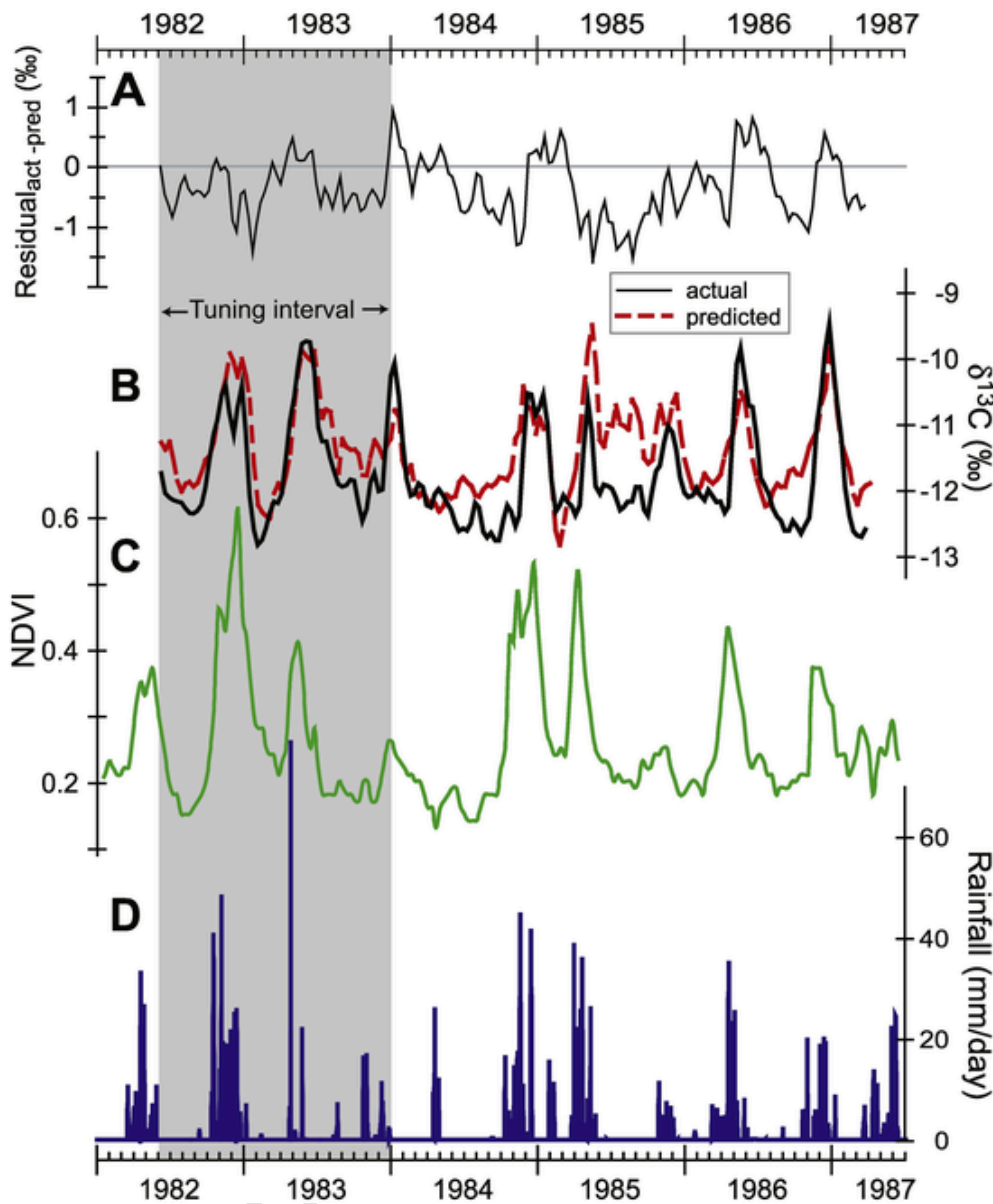 1982 1983 1984 1985 1986 1987
A
Residual act -pred (‰)
1
0
-1
←Tuning interval→
actual
predicted
B
-9
-10
-11
-12
-13
δ13C (‰)
C
NDVI
0.6
0.4
0.2
D
60
40
20
0
Rainfall (mm/day)
1982 1983 1984 1985 1986 1987